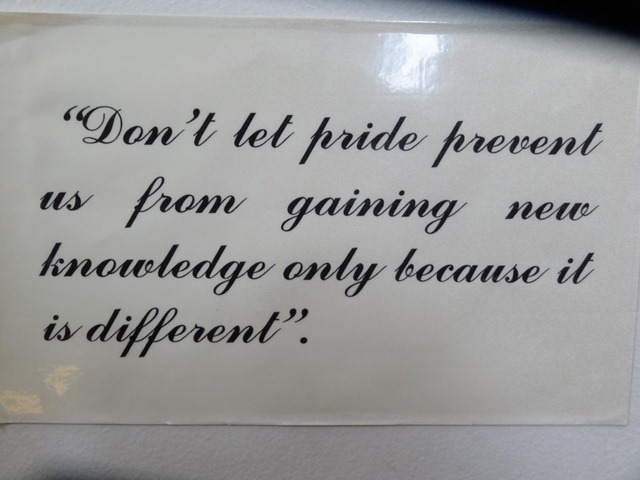 “Don’t let pride prevent
us from gaining new
knowledge only because it
is different”.